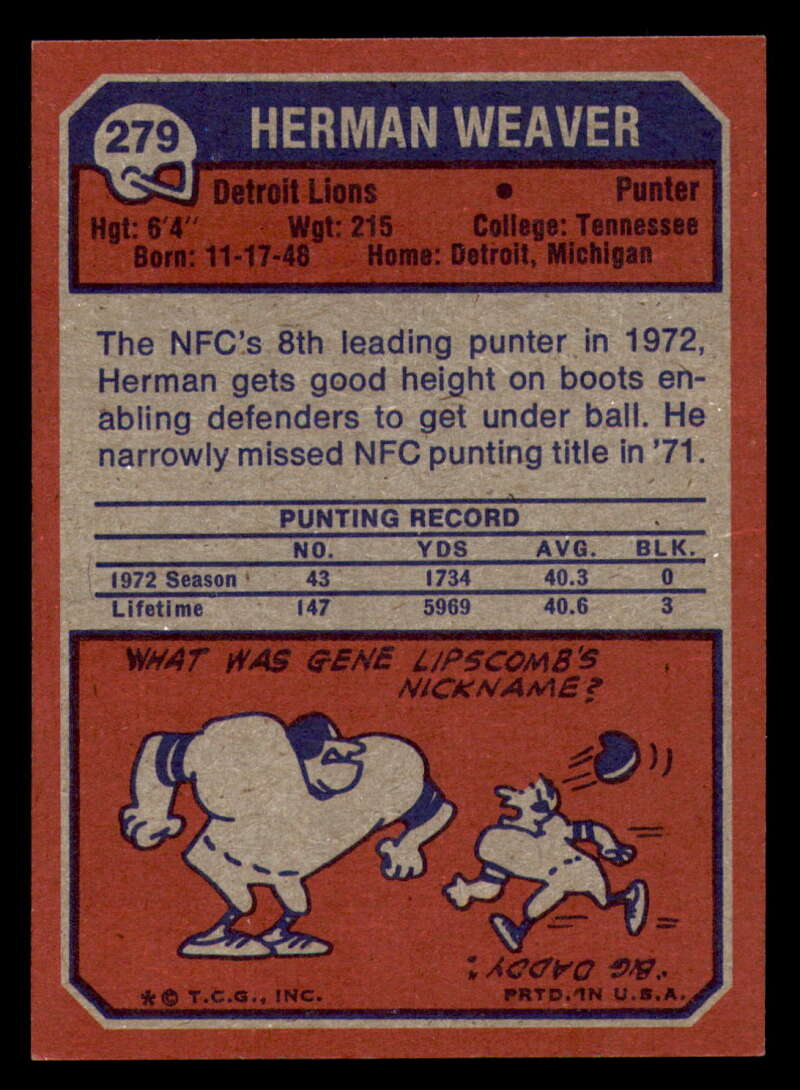 279
HERMAN WEAVER
Detroit Lions • Punter
Hgt: 6'4" Wgt: 215 College: Tennessee
Born: 11-17-48 Home: Detroit, Michigan
The NFC's 8th leading punter in 1972,
Herman gets good height on boots en-
abling defenders to get under ball. He
narrowly missed NFC punting title in '71.
PUNTING RECORD
NO. YDS AVG. BLK.
1972 Season 43 1734 40.3 0
Lifetime 147 5969 40.6 3
WHAT WAS GENE LIPSCOMB'S
NICKNAME?
"BIG DADDY".
* © T.C.G., INC. PRTD. IN U.S.A.